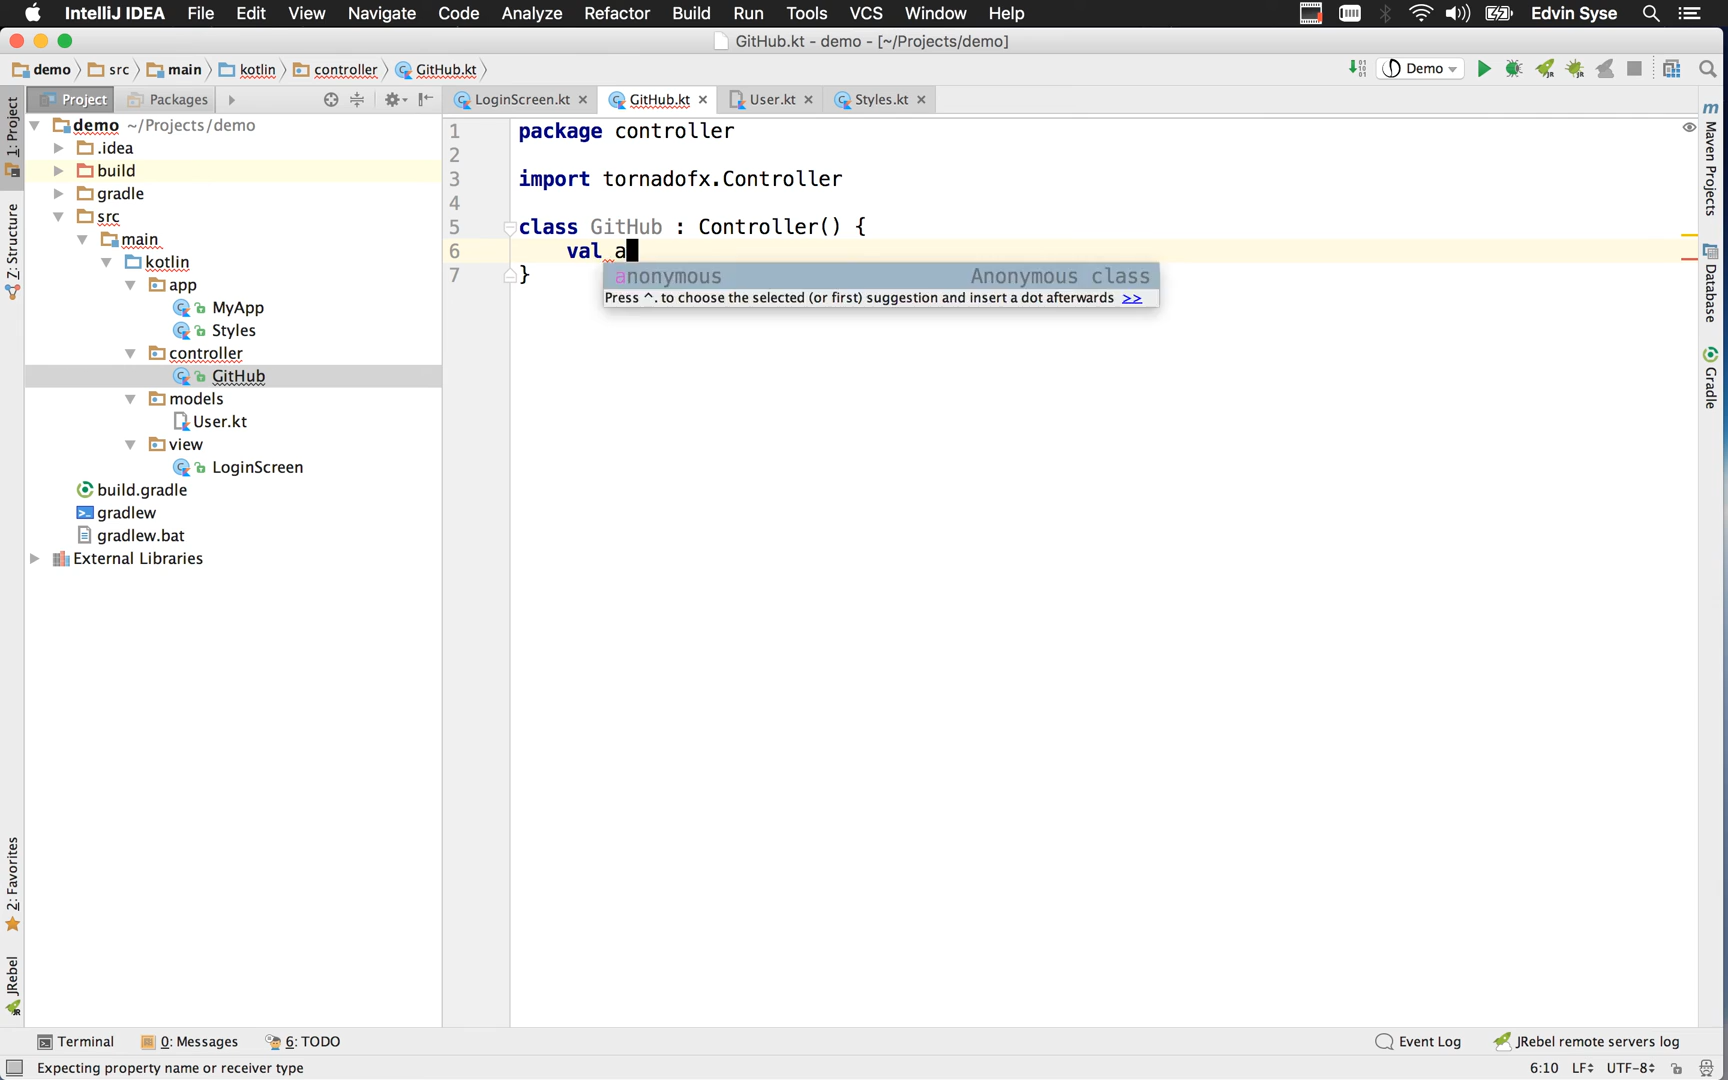 IntelliJ IDEA File Edit View Navigate Code Analyze Refactor Build Run Tools VCS Window Help Edvin Syse
GitHub.kt - demo - [~/Projects/demo]
demo src main kotlin controller GitHub.kt Demo
Project Packages LoginScreen.kt GitHub.kt User.kt Styles.kt
1: Project
Z: Structure
2: Favorites
JRebel
demo ~/Projects/demo
.idea
build
gradle
src
main
kotlin
app
MyApp
Styles
controller
GitHub
models
User.kt
view
LoginScreen
build.gradle
gradlew
gradlew.bat
External Libraries
1 package controller
2
3 import tornadofx.Controller
4
5 class GitHub : Controller() {
6 val a
7 }
anonymous Anonymous class
Press ^. to choose the selected (or first) suggestion and insert a dot afterwards >>
Maven Projects
Database
Gradle
Terminal 0: Messages 6: TODO Event Log JRebel remote servers log
Expecting property name or receiver type 6:10 LF UTF-8